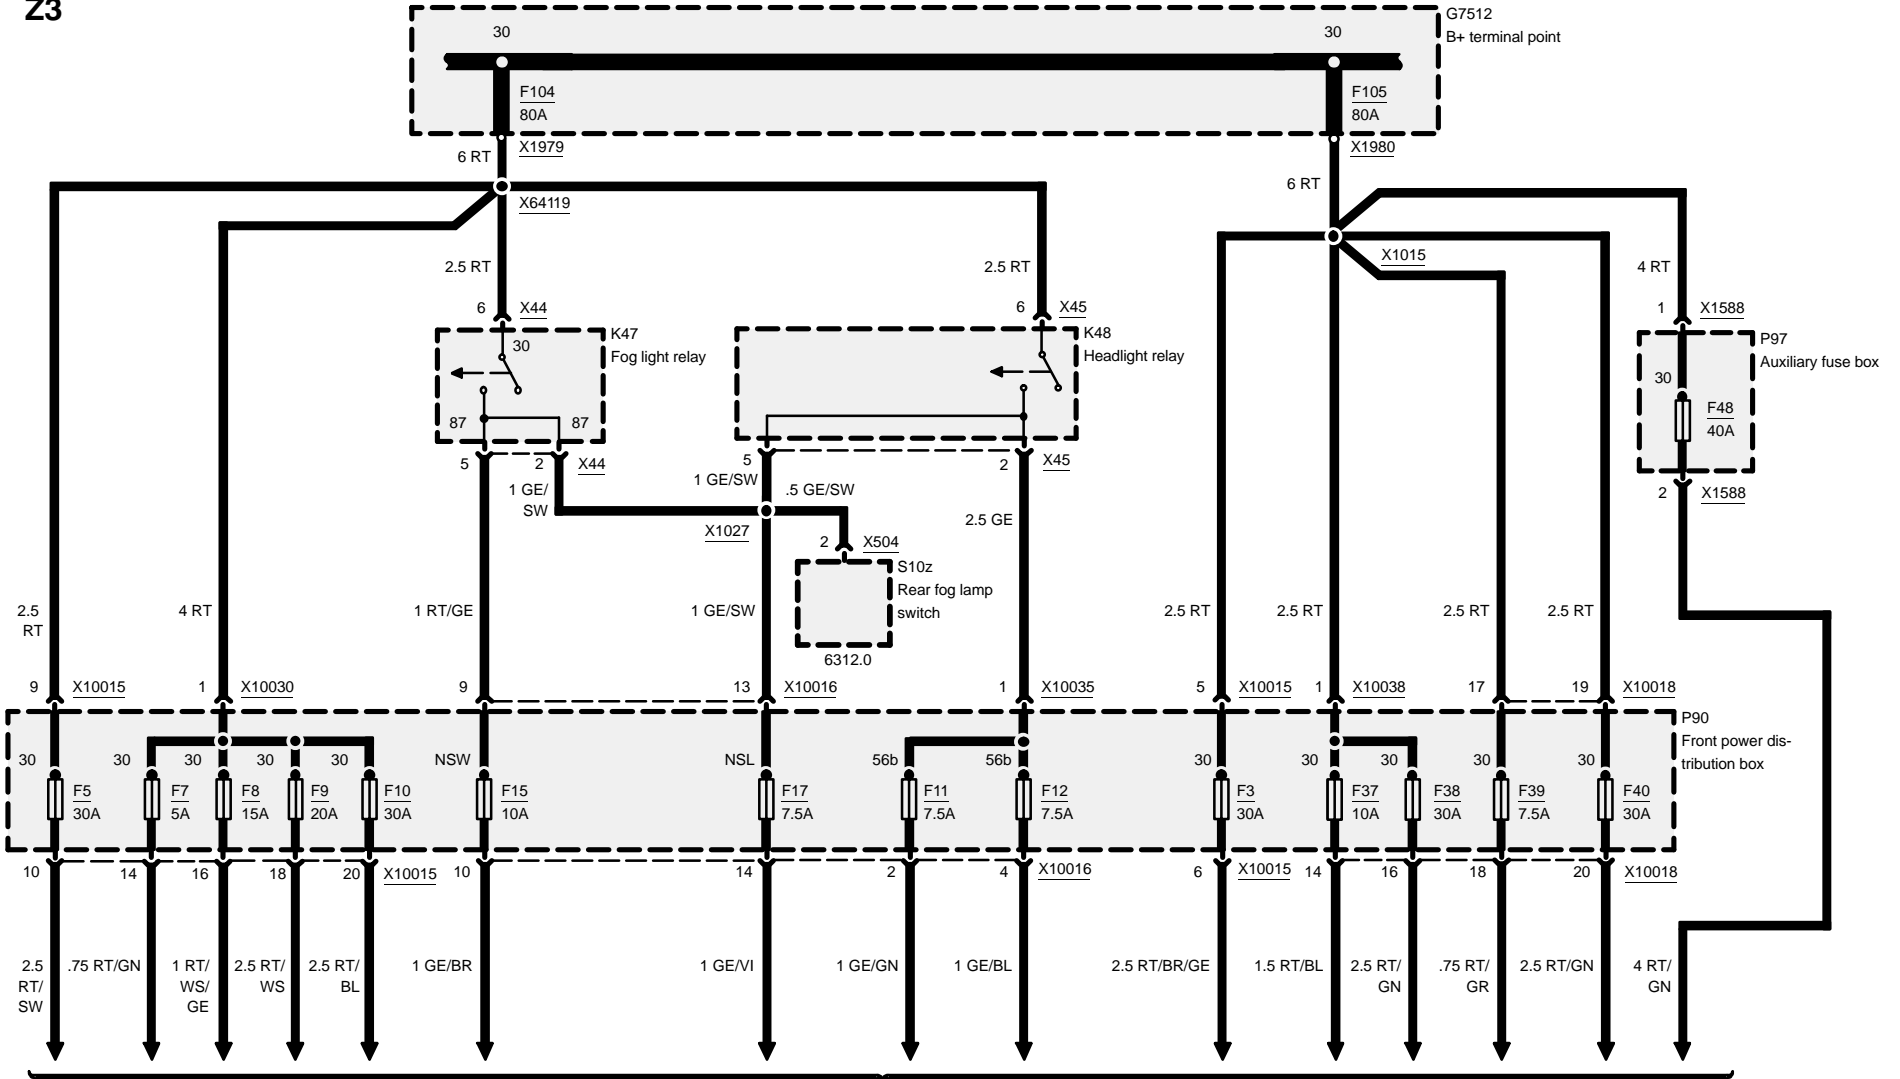 Z3
G7512
B+ terminal point
30
30
F104
80A
F105
80A
X1979
X1980
6 RT
6 RT
X64119
X1015
2.5 RT
2.5 RT
4 RT
6
X44
6
X45
1
X1588
K47
Fog light relay
30
87
87
K48
Headlight relay
P97
Auxiliary fuse box
30
F48
40A
5
2
X44
5
2
X45
2
X1588
1 GE/SW
.5 GE/SW
1 GE/
SW
2.5 GE
X1027
2
X504
S10z
Rear fog lamp
switch
6312.0
2.5
RT
4 RT
1 RT/GE
1 GE/SW
2.5 RT
2.5 RT
2.5 RT
2.5 RT
9
X10015
1
X10030
9
13
X10016
1
X10035
5
X10015
1
X10038
17
19
X10018
P90
Front power dis-
tribution box
30
30
30
30
30
NSW
NSL
56b
56b
30
30
30
30
30
F5
30A
F7
5A
F8
15A
F9
20A
F10
30A
F15
10A
F17
7.5A
F11
7.5A
F12
7.5A
F3
30A
F37
10A
F38
30A
F39
7.5A
F40
30A
10
14
16
18
20
X10015
10
14
2
4
X10016
6
X10015
14
16
18
20
X10018
2.5
RT/
SW
.75 RT/GN
1 RT/
WS/
GE
2.5 RT/
WS
2.5 RT/
BL
1 GE/BR
1 GE/VI
1 GE/GN
1 GE/BL
2.5 RT/BR/GE
1.5 RT/BL
2.5 RT/
GN
.75 RT/
GR
2.5 RT/GN
4 RT/
GN